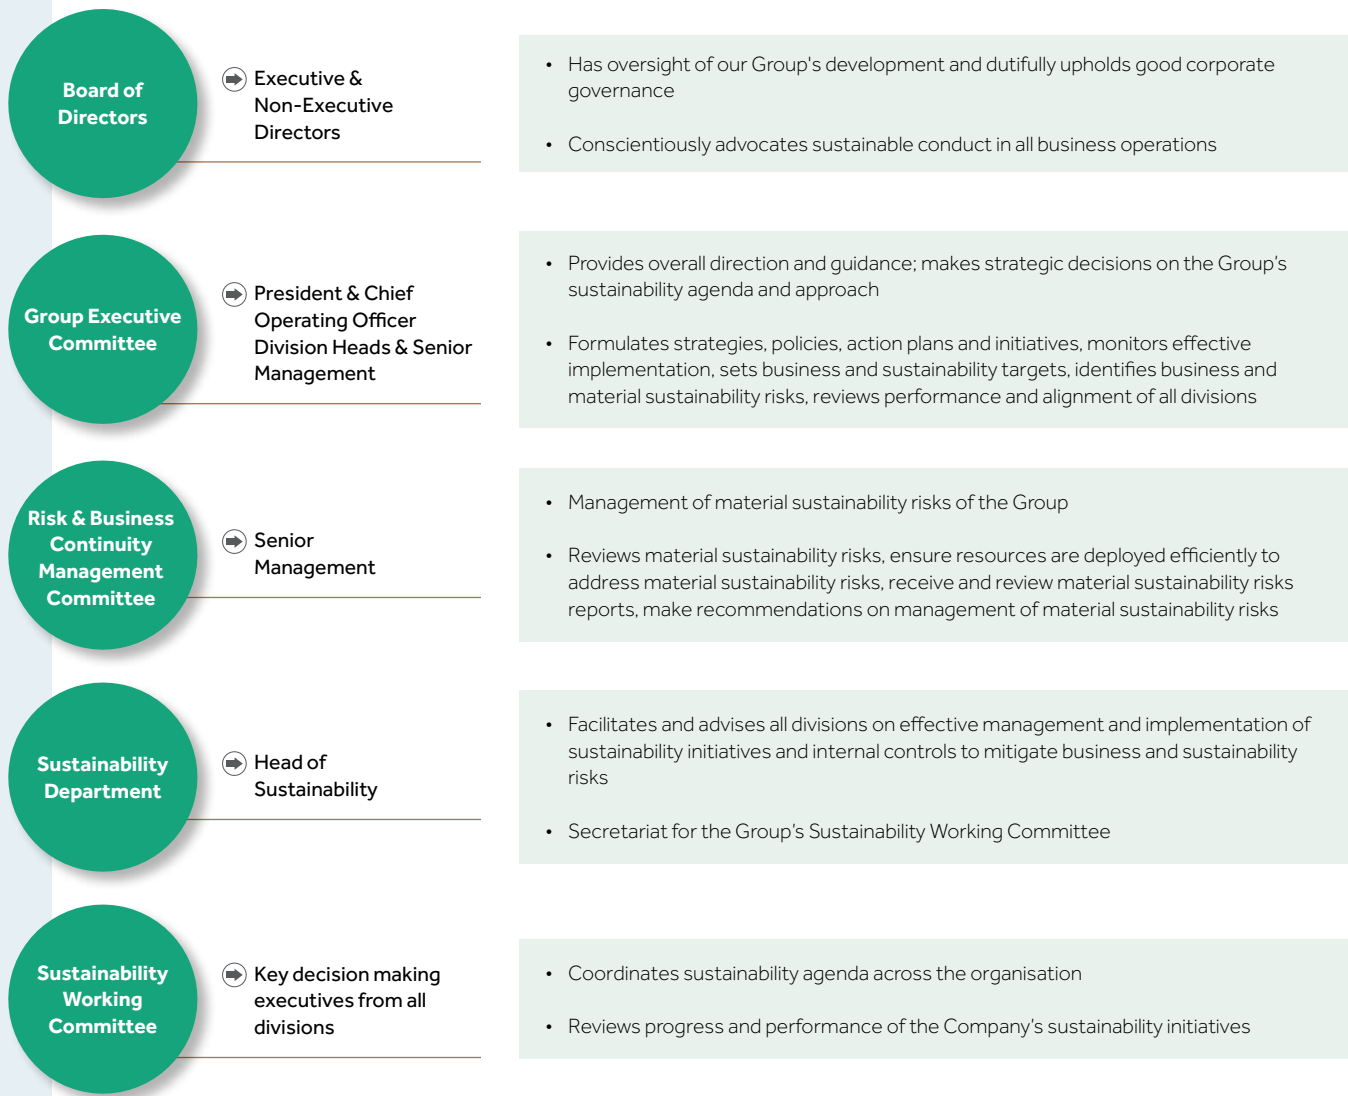 Board of
Directors
Executive &
Non-Executive
Directors
• Has oversight of our Group's development and dutifully upholds good corporate
governance
• Conscientiously advocates sustainable conduct in all business operations
Group Executive
Committee
President & Chief
Operating Officer
Division Heads & Senior
Management
• Provides overall direction and guidance; makes strategic decisions on the Group's
sustainability agenda and approach
• Formulates strategies, policies, action plans and initiatives, monitors effective
implementation, sets business and sustainability targets, identifies business and
material sustainability risks, reviews performance and alignment of all divisions
Risk & Business
Continuity
Management
Committee
Senior
Management
• Management of material sustainability risks of the Group
• Reviews material sustainability risks, ensure resources are deployed efficiently to
address material sustainability risks, receive and review material sustainability risks
reports, make recommendations on management of material sustainability risks
Sustainability
Department
Head of
Sustainability
• Facilitates and advises all divisions on effective management and implementation of
sustainability initiatives and internal controls to mitigate business and sustainability
risks
• Secretariat for the Group's Sustainability Working Committee
Sustainability
Working
Committee
Key decision making
executives from all
divisions
• Coordinates sustainability agenda across the organisation
• Reviews progress and performance of the Company's sustainability initiatives